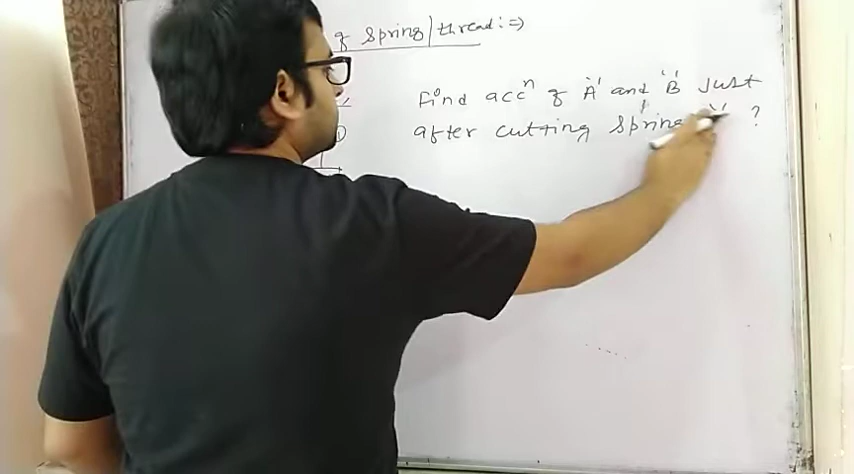 of Spring/thread:⇒
Find accⁿ of 'A' and 'B' Just
after cutting Spring ?